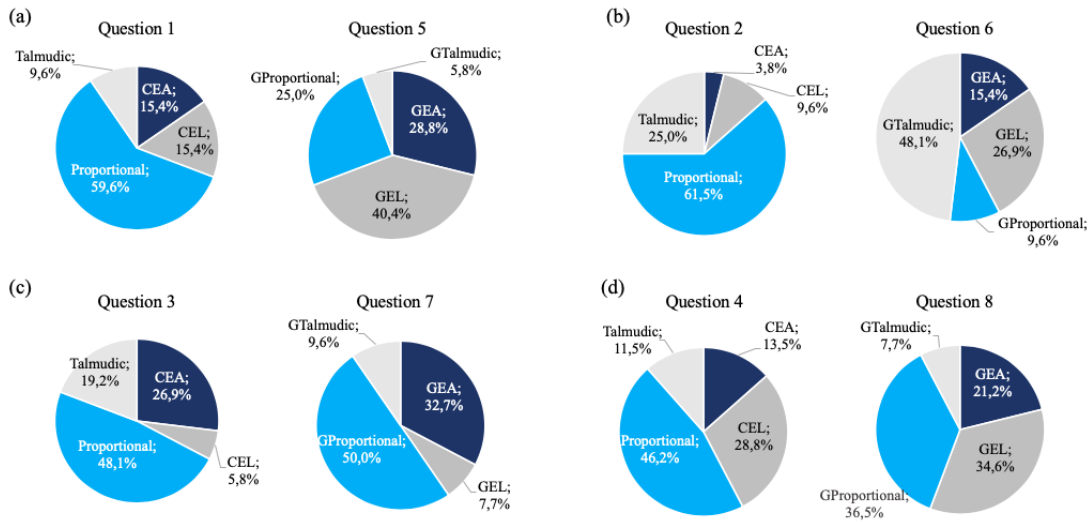 (a)
Question 1
Talmudic;
9,6%
CEA;
15,4%
CEL;
15,4%
Proportional;
59,6%
Question 5
GTalmudic;
5,8%
GProportional;
25,0%
GEA;
28,8%
GEL;
40,4%
(b)
Question 2
CEA;
3,8%
CEL;
9,6%
Talmudic;
25,0%
Proportional;
61,5%
Question 6
GEA;
15,4%
GTalmudic;
48,1%
GEL;
26,9%
GProportional;
9,6%
(c)
Question 3
Talmudic;
19,2%
CEA;
26,9%
Proportional;
48,1%
CEL;
5,8%
Question 7
GTalmudic;
9,6%
GEA;
32,7%
GProportional;
50,0%
GEL;
7,7%
(d)
Question 4
Talmudic;
11,5%
CEA;
13,5%
Proportional;
46,2%
CEL;
28,8%
Question 8
GTalmudic;
7,7%
GEA;
21,2%
GEL;
34,6%
GProportional;
36,5%